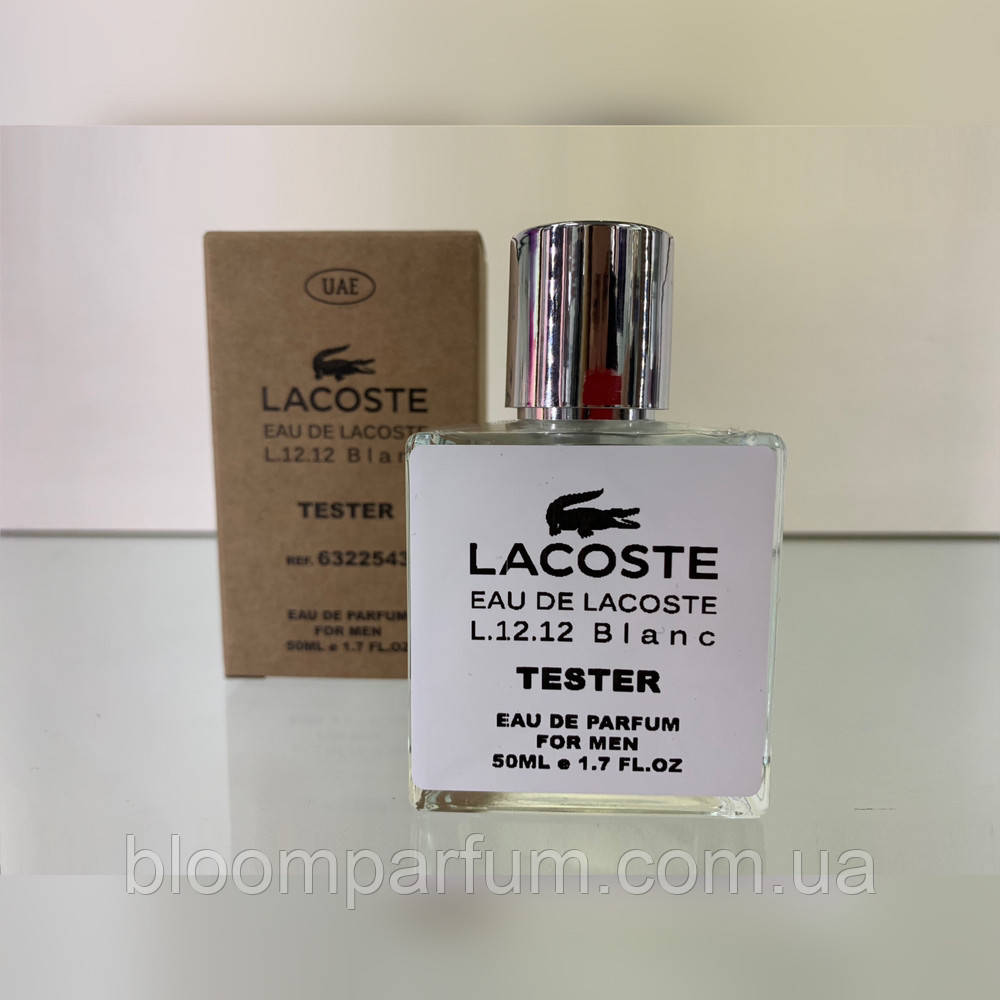 UAE
LACOSTE
EAU DE LACOSTE
L.12.12 Blanc
TESTER
REF. 6322543
EAU DE PARFUM
FOR MEN
50ML e 1.7 FL.OZ
LACOSTE
EAU DE LACOSTE
L.12.12 Blanc
TESTER
EAU DE PARFUM
FOR MEN
50ML e 1.7 FL.OZ
bloomparfum.com.ua